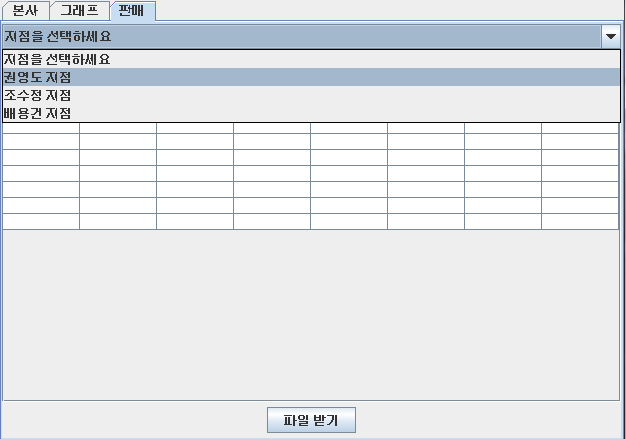 본사 그래프 판매
지점을 선택하세요
지점을 선택하세요
권영도 지점
조수정 지점
배용건 지점
파일 받기